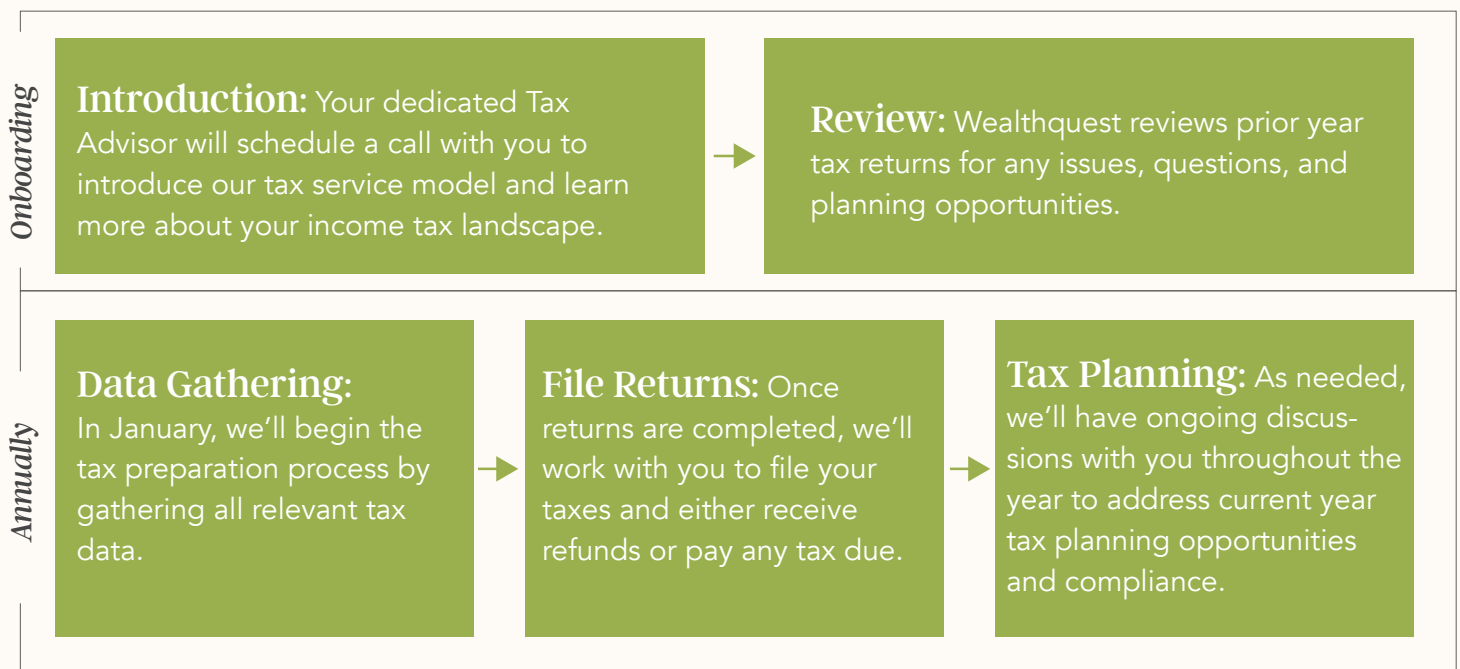 Onboarding
Introduction: Your dedicated Tax
Advisor will schedule a call with you to
introduce our tax service model and learn
more about your income tax landscape.
Review: Wealthquest reviews prior year
tax returns for any issues, questions, and
planning opportunities.
Annually
Data Gathering:
In January, we’ll begin the
tax preparation process by
gathering all relevant tax
data.
File Returns: Once
returns are completed, we’ll
work with you to file your
taxes and either receive
refunds or pay any tax due.
Tax Planning: As needed,
we’ll have ongoing discus-
sions with you throughout the
year to address current year
tax planning opportunities
and compliance.